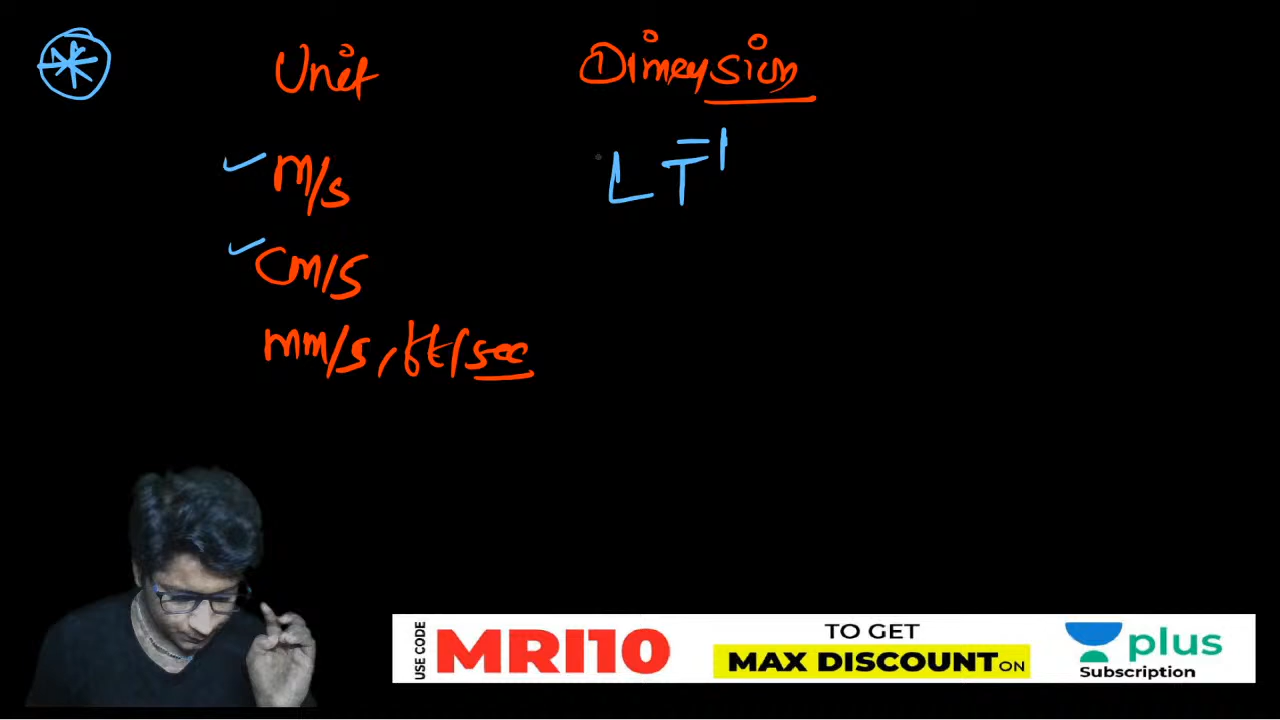 Unit Dimension
m/s LT⁻¹
cm/s
mm/s, ft/sec
USE CODE MRI10 TO GET MAX DISCOUNT ON plus Subscription